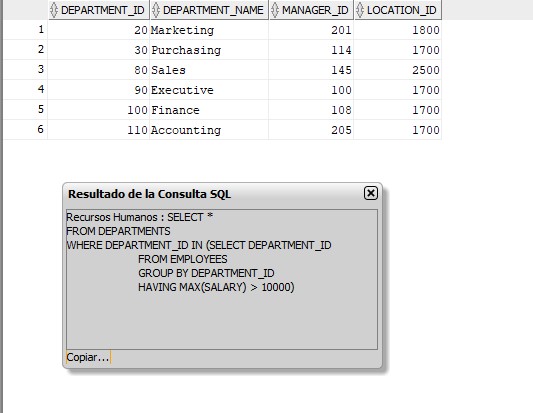 DEPARTMENT_ID DEPARTMENT_NAME MANAGER_ID LOCATION_ID
1 20 Marketing 201 1800
2 30 Purchasing 114 1700
3 80 Sales 145 2500
4 90 Executive 100 1700
5 100 Finance 108 1700
6 110 Accounting 205 1700
Resultado de la Consulta SQL
Recursos Humanos : SELECT *
FROM DEPARTMENTS
WHERE DEPARTMENT_ID IN (SELECT DEPARTMENT_ID
FROM EMPLOYEES
GROUP BY DEPARTMENT_ID
HAVING MAX(SALARY) > 10000)
Copiar...